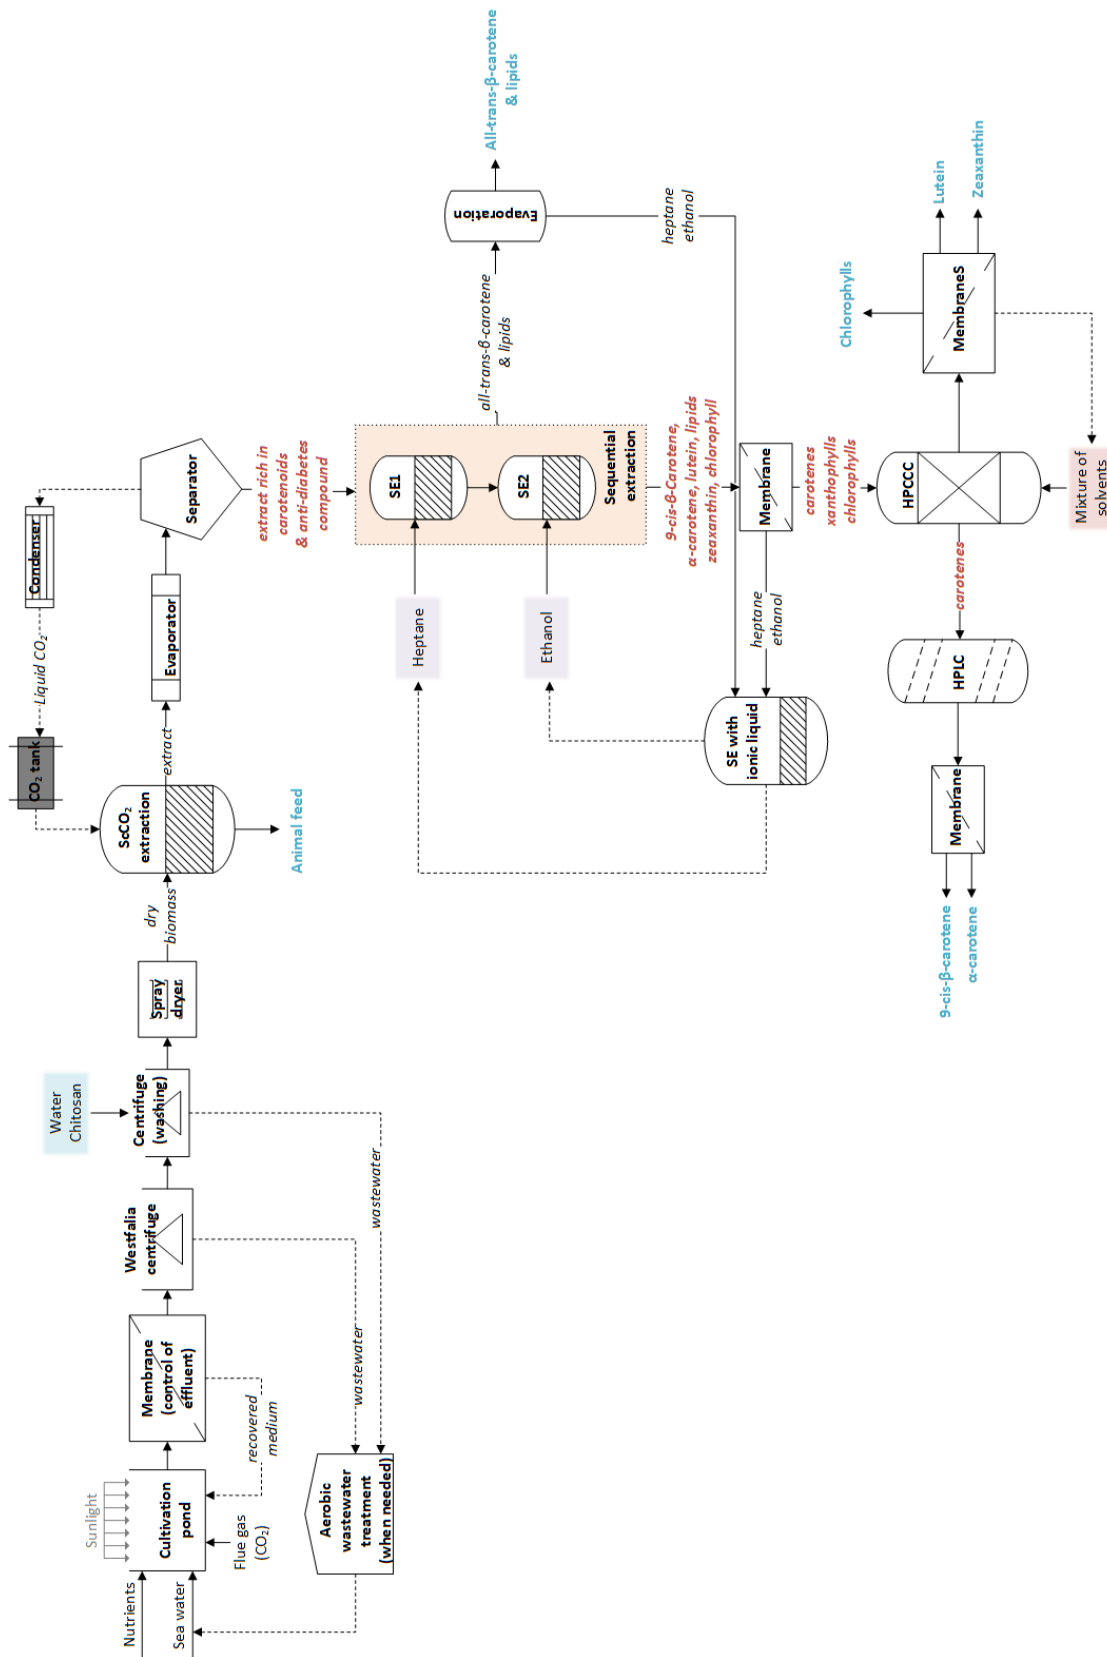 Nutrients
Sea water
Sunlight
Cultivation
pond
Flue gas
(CO₂)
Membrane
(control of
effluent)
recovered
medium
Westfalia
centrifuge
Water
Chitosan
Centrifuge
(washing)
wastewater
wastewater
Aerobic
wastewater
treatment
(when needed)
Spray
dryer
dry
biomass
ScCO₂
extraction
Animal feed
CO₂ tank
Liquid CO₂
Condenser
extract
Evaporator
Separator
extract rich in
carotenoids
& anti-diabetes
compound
Heptane
Ethanol
SE1
SE2
Sequential
extraction
all-trans-β-carotene
& lipids
Evaporation
All-trans-β-carotene
& lipids
heptane
ethanol
9-cis-β-Carotene,
α-carotene, lutein, lipids
zeaxanthin, chlorophyll
Membrane
heptane
ethanol
SE with
ionic liquid
carotenes
xanthophylls
chlorophylls
HPCCC
Mixture of
solvents
MembraneS
Chlorophylls
Lutein
Zeaxanthin
carotenes
HPLC
Membrane
9-cis-β-carotene
α-carotene